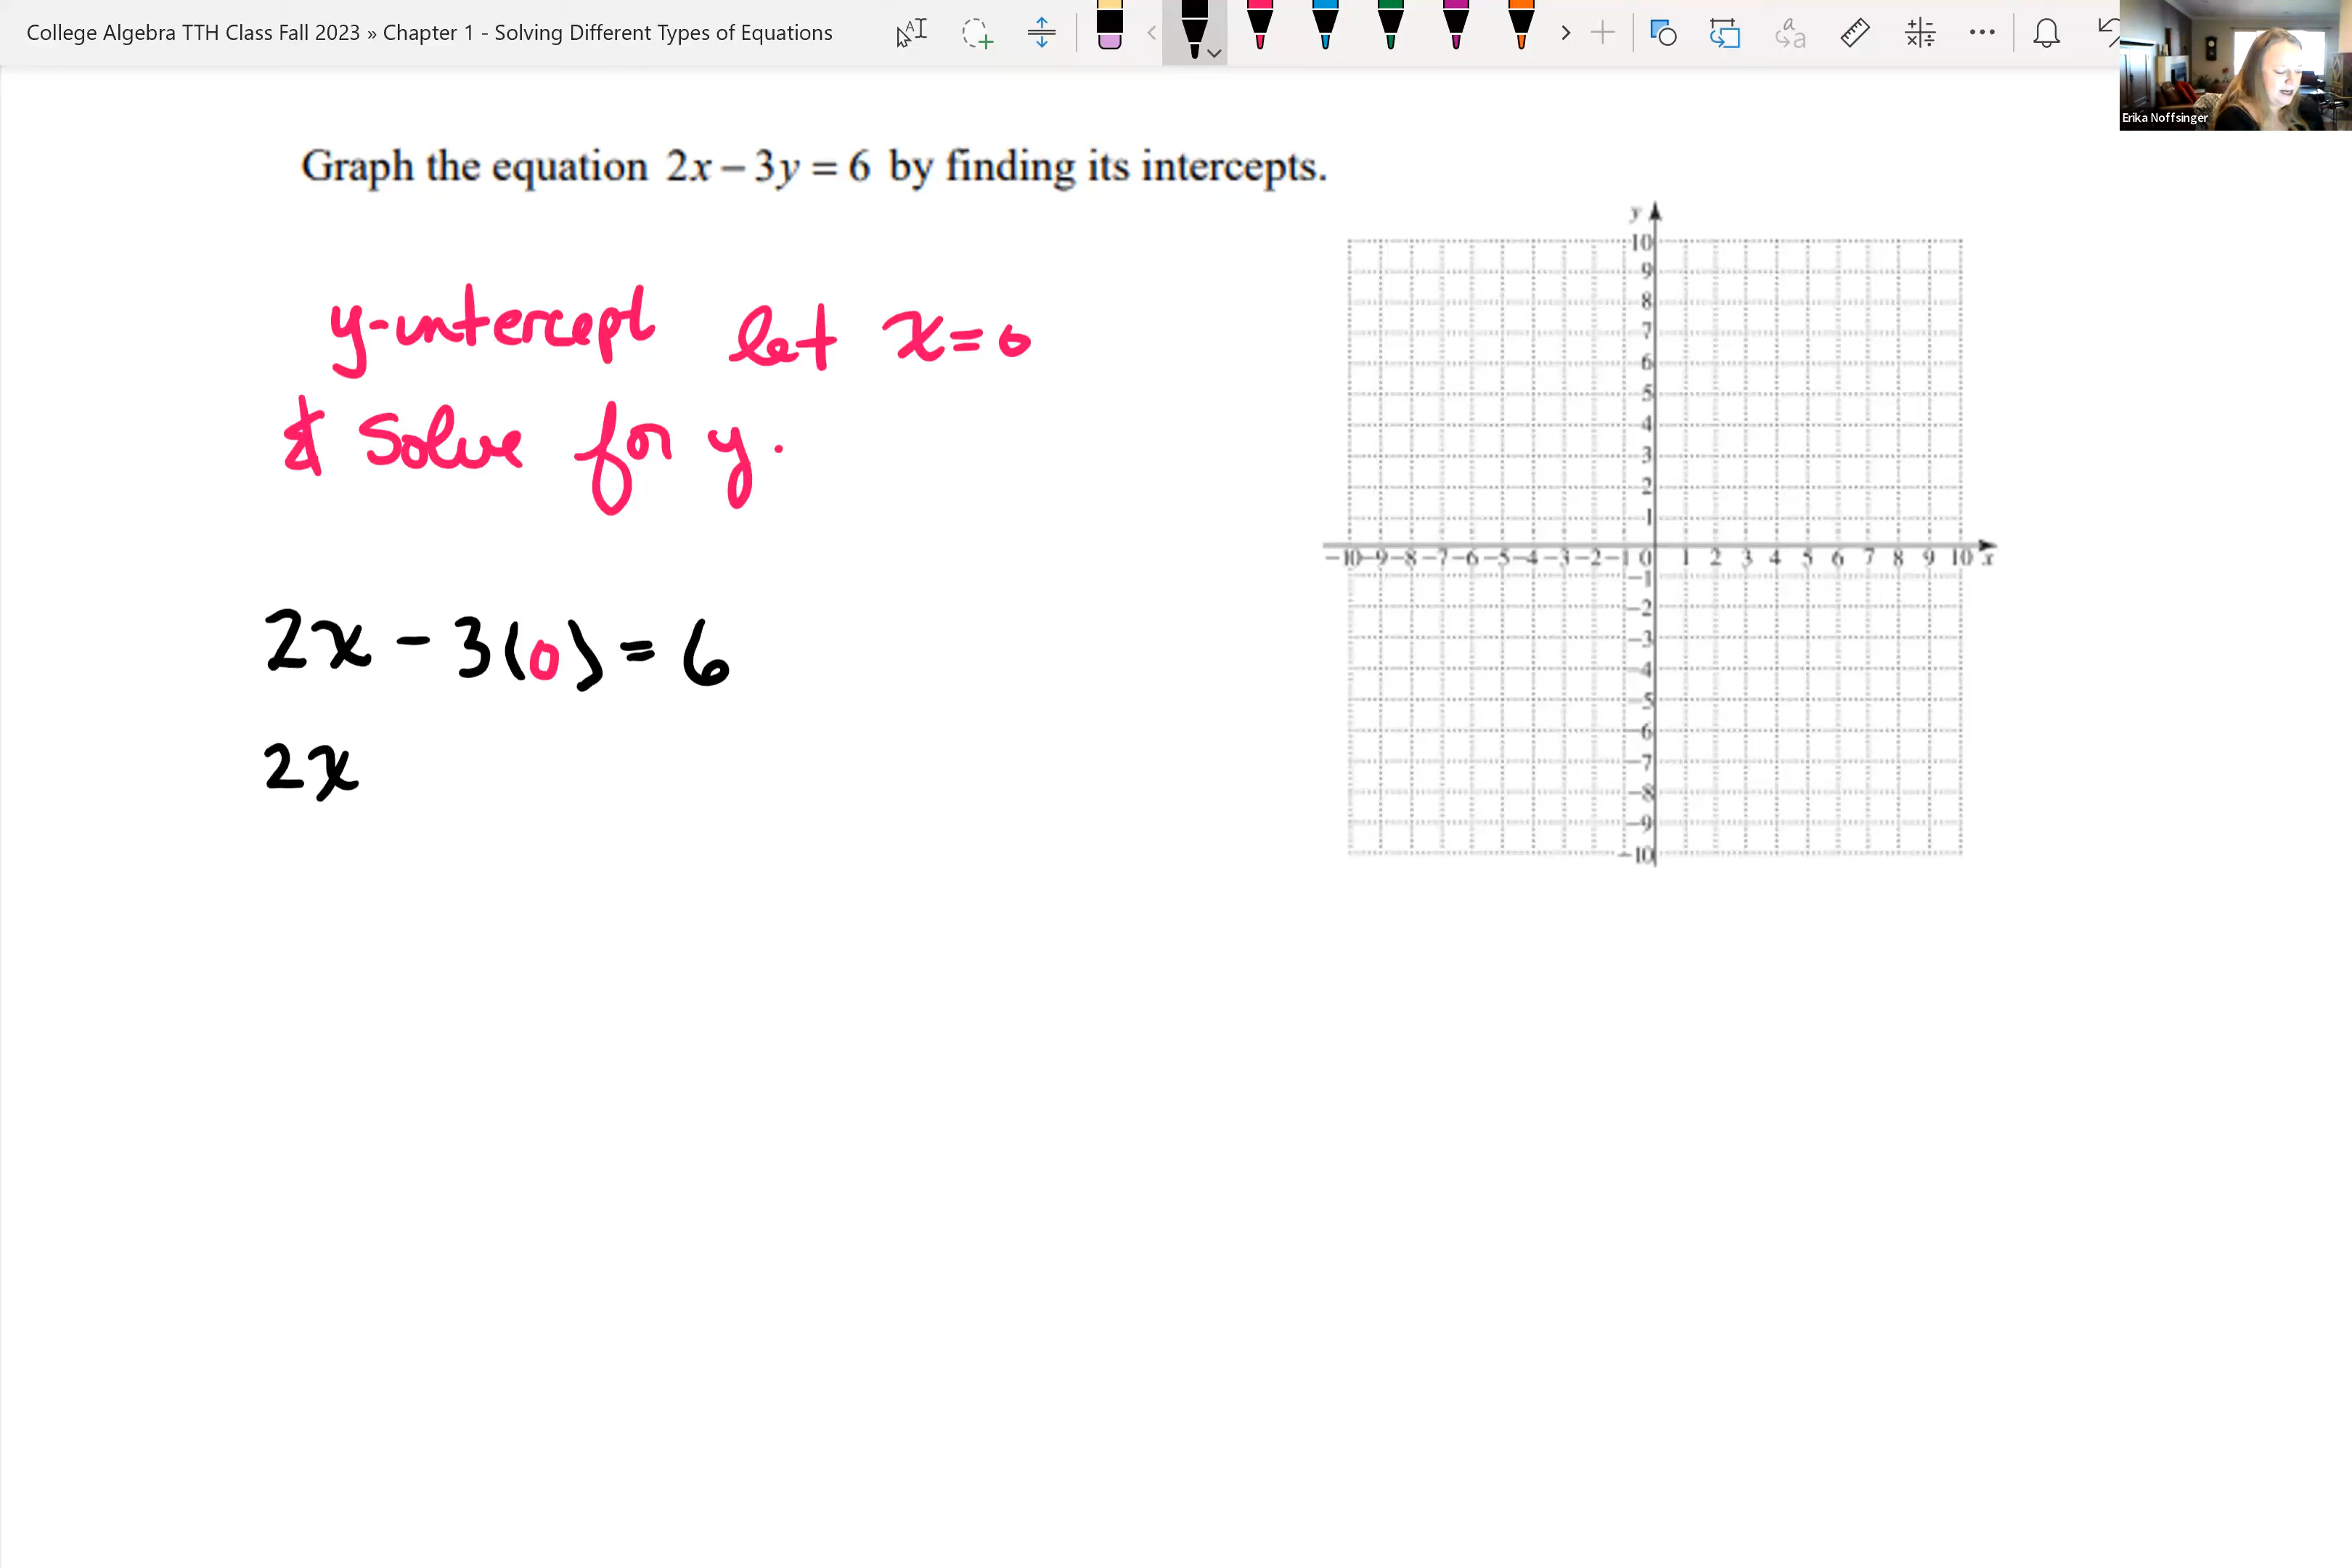 College Algebra TTH Class Fall 2023 » Chapter 1 - Solving Different Types of Equations
Erika Noffsinger
Graph the equation 2x – 3y = 6 by finding its intercepts.
y-intercept let x=0
& solve for y.
2x - 3(0) = 6
2x
y
10
9
8
7
6
5
4
3
2
1
-10 -9 -8 -7 -6 -5 -4 -3 -2 -1 0 1 2 3 4 5 6 7 8 9 10 x
-1
-2
-3
-4
-5
-6
-7
-8
-9
-10